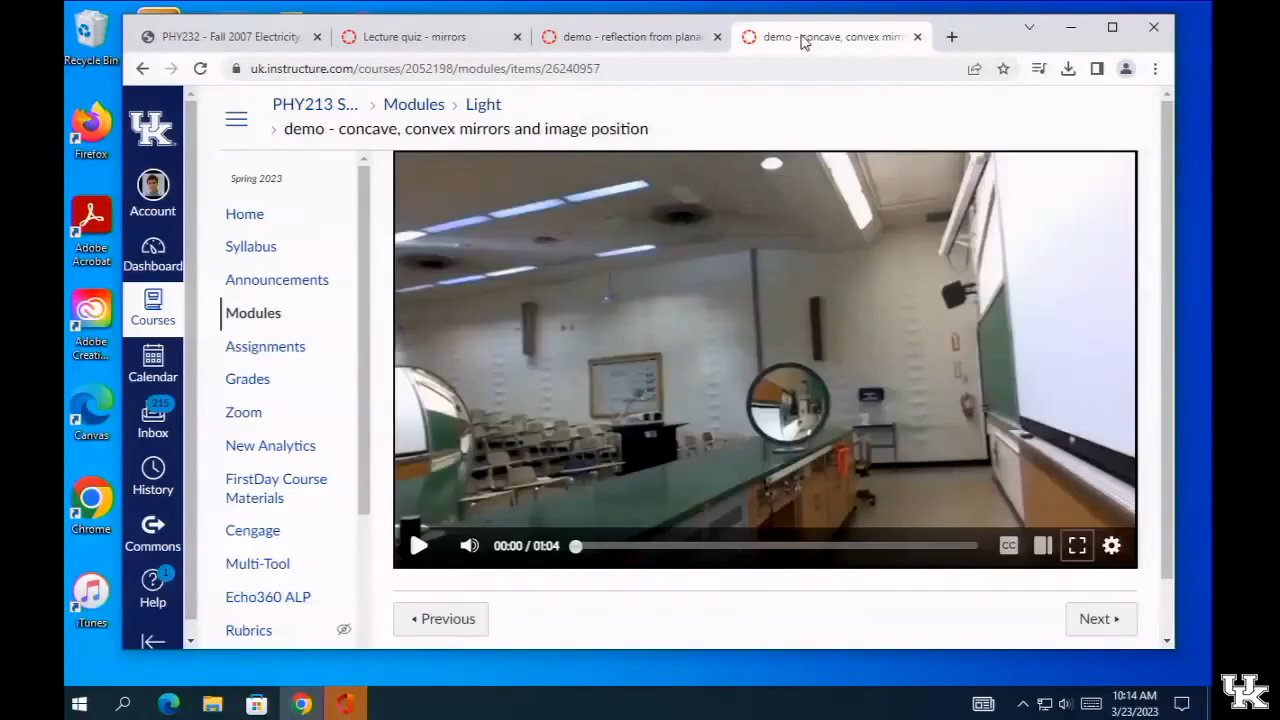 PHY232 - Fall 2007 Electricity
Lecture quiz - mirrors
demo - reflection from plana
demo - concave, convex mirr
uk.instructure.com/courses/2052198/modules/items/26240957
Recycle Bin
Firefox
Adobe
Acrobat
Adobe
Creati...
Canvas
Chrome
iTunes
UK
Account
Dashboard
Courses
Calendar
215
Inbox
History
Commons
1
Help
PHY213 S... > Modules > Light
> demo - concave, convex mirrors and image position
Spring 2023
Home
Syllabus
Announcements
Modules
Assignments
Grades
Zoom
New Analytics
FirstDay Course
Materials
Cengage
Multi-Tool
Echo360 ALP
Rubrics
00:00 / 01:04
CC
Previous
Next
10:14 AM
3/23/2023
UK